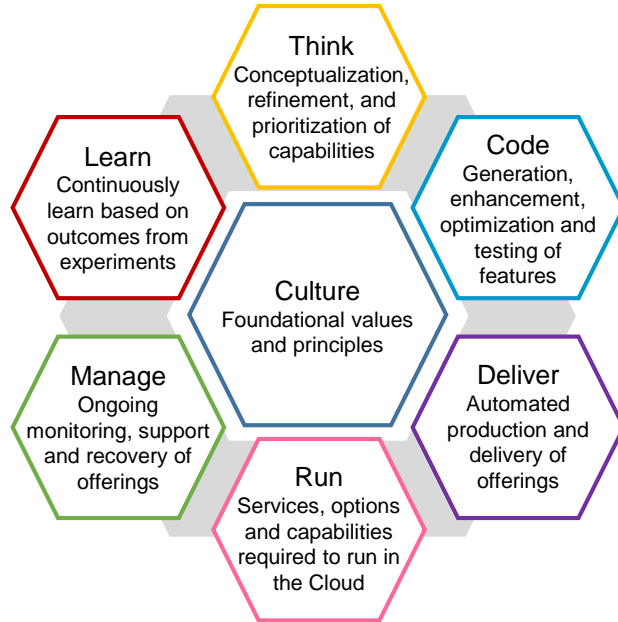 Think
Conceptualization,
refinement, and
prioritization of
capabilities
Code
Generation,
enhancement,
optimization and
testing of
features
Learn
Continuously
learn based on
outcomes from
experiments
Culture
Foundational values
and principles
Manage
Ongoing
monitoring, support
and recovery of
offerings
Deliver
Automated
production and
delivery of
offerings
Run
Services, options
and capabilities
required to run in
the Cloud